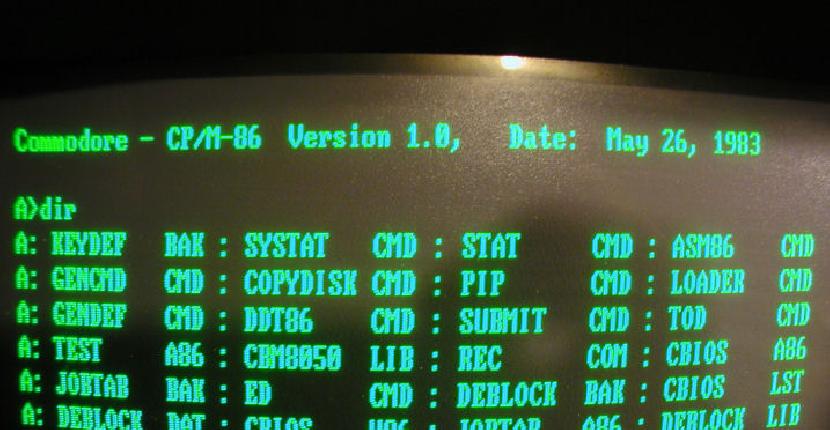 Commodore - CP/M-86 Version 1.0, Date: May 26, 1983
A>dir
A: KEYDEF BAK : SYSTAT CMD : STAT CMD : ASM86 CMD
A: GENCMD CMD : COPYDISK CMD : PIP CMD : LOADER CMD
A: GENDEF CMD : DDT86 CMD : SUBMIT CMD : TOD CMD
A: TEST A86 : CBM8050 LIB : REC COM : CBIOS A86
A: JOBTAB BAK : ED CMD : DEBLOCK BAK : CBIOS LST
A: DEBLOCK DAT : CBIOS : JOBTAB A86 : DEBLOCK LIB